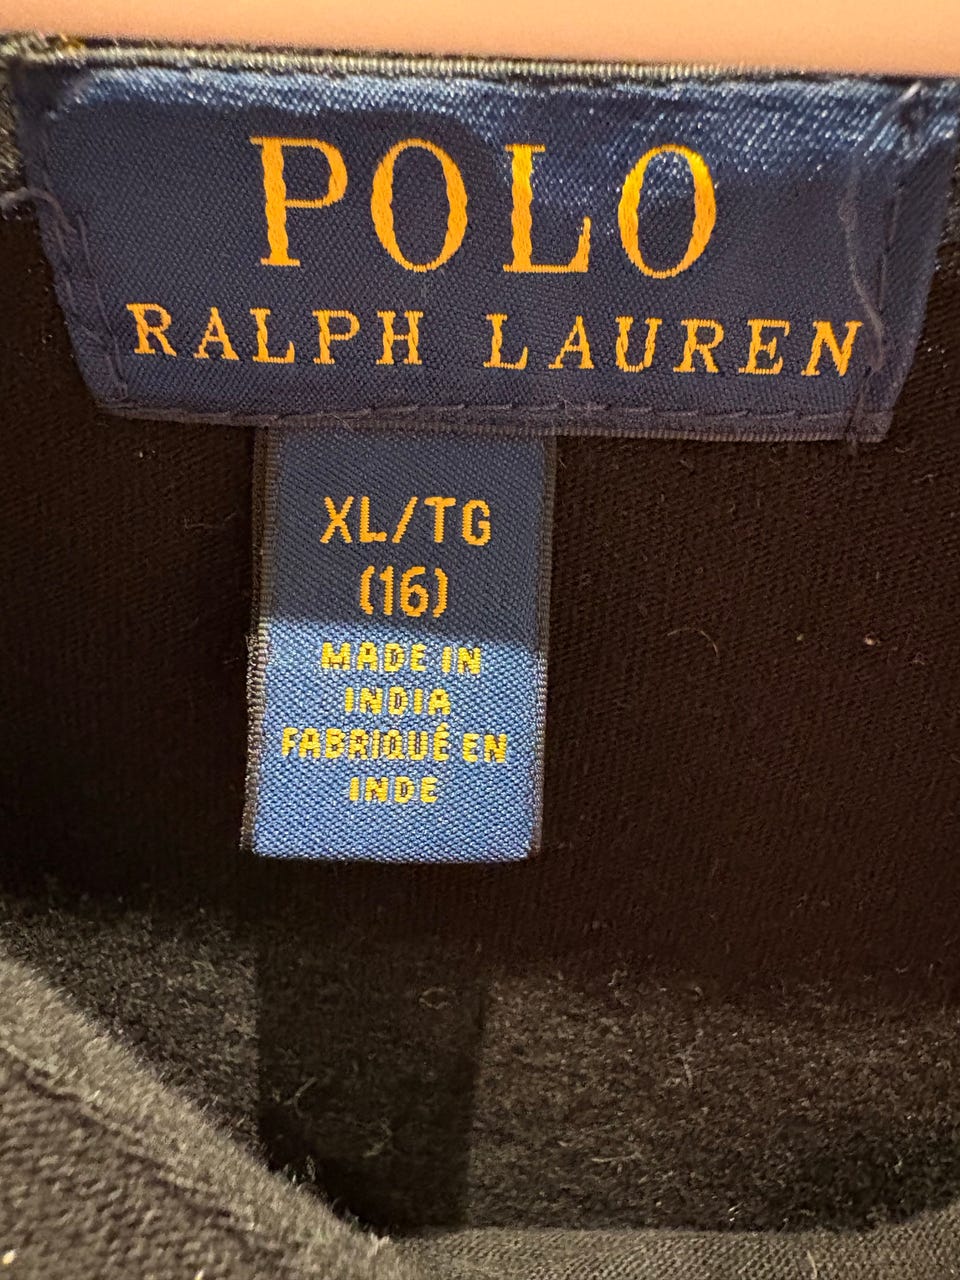 POLO
RALPH LAUREN
XL/TG
(16)
MADE IN
INDIA
FABRIQUÉ EN
INDE